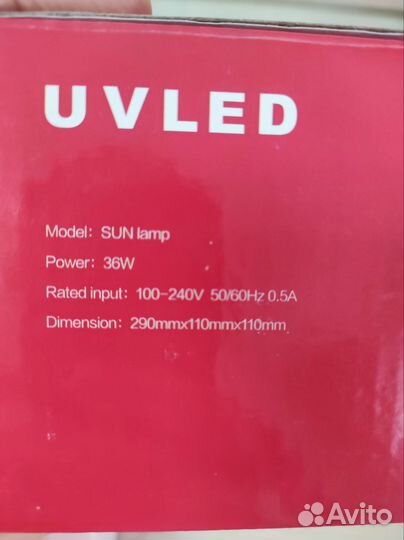 UVLED
Model: SUN lamp
Power: 36W
Rated input: 100-240V 50/60Hz 0.5A
Dimension: 290mmx110mmx110mm
Avito